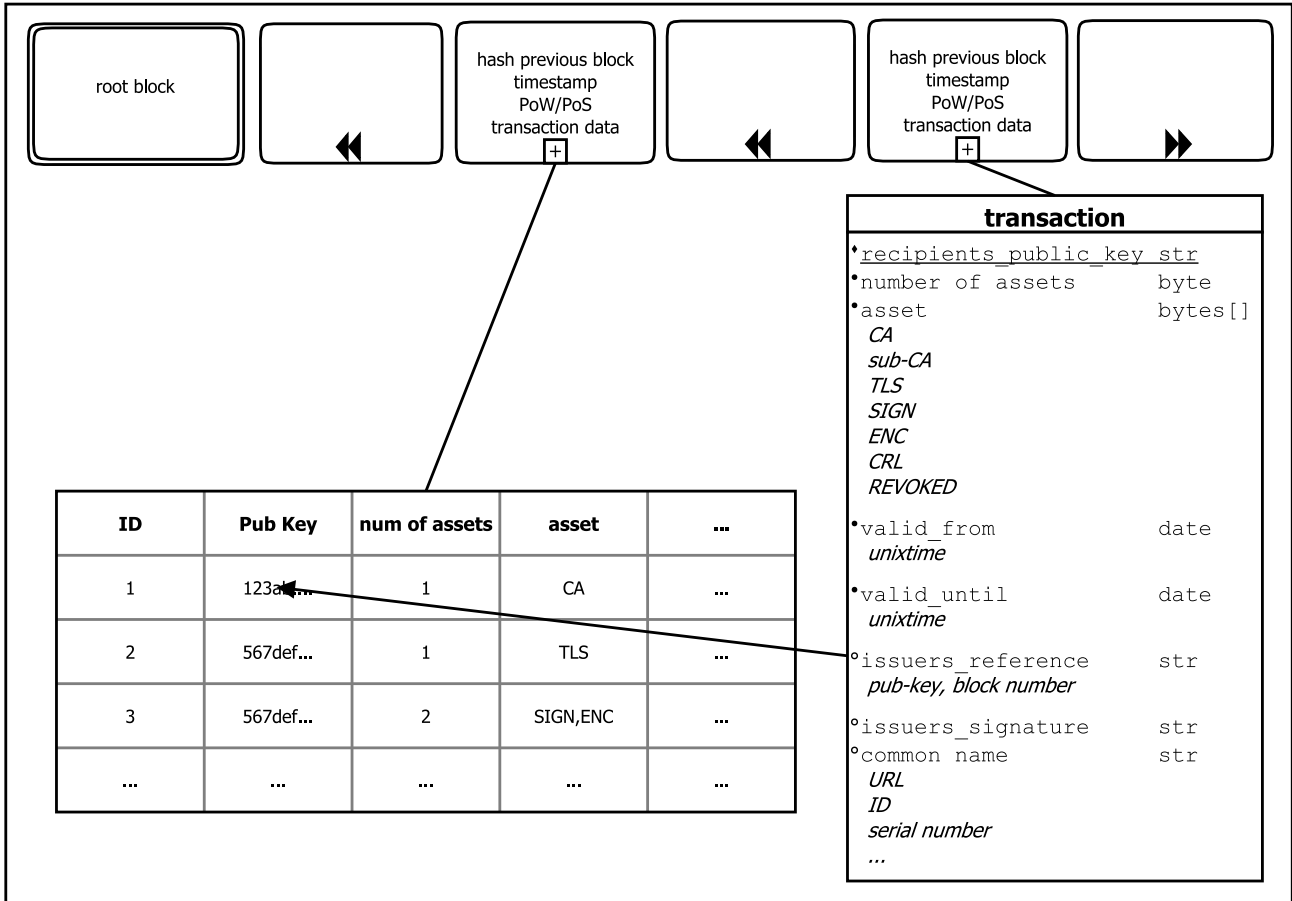 root block
hash previous block
timestamp
PoW/PoS
transaction data
+
hash previous block
timestamp
PoW/PoS
transaction data
+
transaction
recipients_public_key str
number of assets byte
asset bytes[]
CA
sub-CA
TLS
SIGN
ENC
CRL
REVOKED
valid_from date
unixtime
valid_until date
unixtime
issuers_reference str
pub-key, block number
issuers_signature str
common name str
URL
ID
serial number
...
ID Pub Key num of assets asset ...
1 1 CA ...
2 567def... 1 TLS ...
3 567def... 2 SIGN,ENC ...
... ... ... ... ...